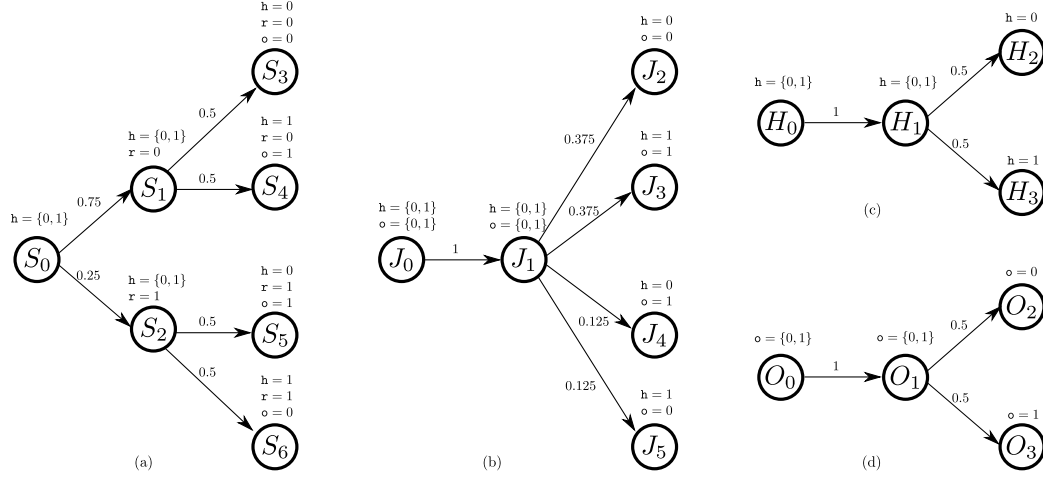 h = 0
r = 0
o = 0
S3
0.5
h = {0, 1}
r = 0
S1
0.5
h = 1
r = 0
o = 1
S4
0.75
h = {0, 1}
S0
0.25
h = {0, 1}
r = 1
S2
0.5
h = 0
r = 1
o = 1
S5
0.5
h = 1
r = 1
o = 0
S6
(a)
h = 0
o = 0
J2
0.375
h = 1
o = 1
J3
0.375
h = {0, 1}
o = {0, 1}
J0
1
h = {0, 1}
o = {0, 1}
J1
h = 0
o = 1
J4
0.125
h = 1
o = 0
J5
0.125
(b)
h = {0, 1}
H0
1
h = {0, 1}
H1
0.5
h = 0
H2
0.5
h = 1
H3
(c)
o = {0, 1}
O0
1
o = {0, 1}
O1
0.5
o = 0
O2
0.5
o = 1
O3
(d)